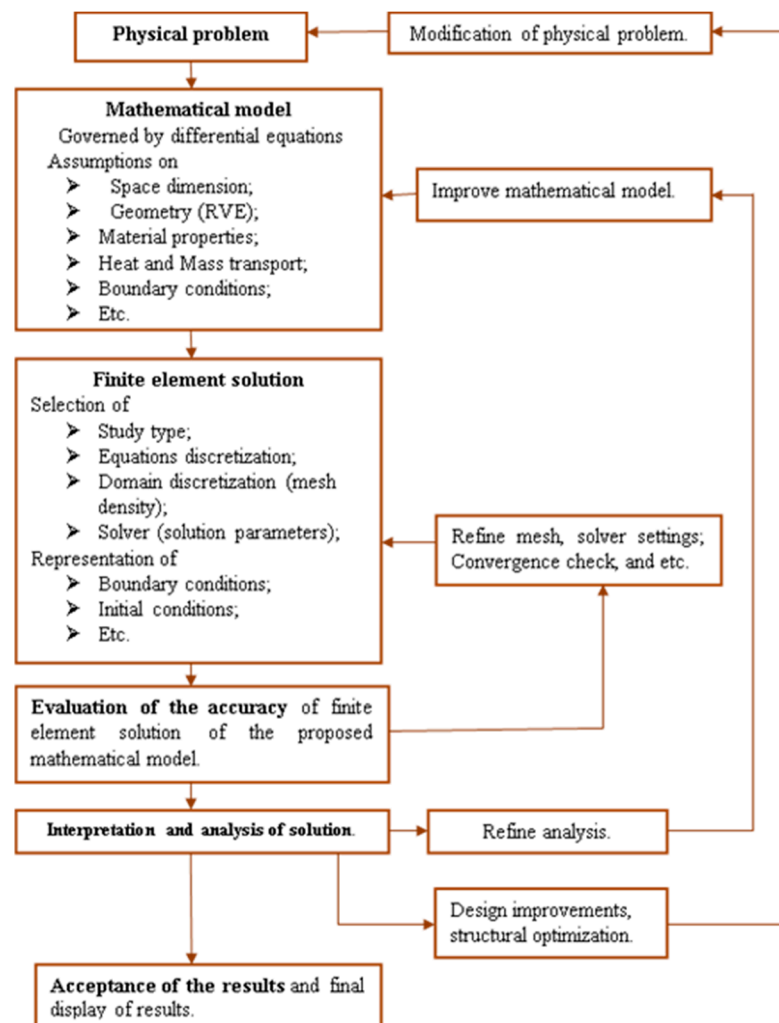 Physical problem
Modification of physical problem.
Mathematical model
Governed by differential equations
Assumptions on
➤ Space dimension;
➤ Geometry (RVE);
➤ Material properties;
➤ Heat and Mass transport;
➤ Boundary conditions;
➤ Etc.
Improve mathematical model.
Finite element solution
Selection of
➤ Study type;
➤ Equations discretization;
➤ Domain discretization (mesh
density);
➤ Solver (solution parameters);
Representation of
➤ Boundary conditions;
➤ Initial conditions;
➤ Etc.
Refine mesh, solver settings;
Convergence check, and etc.
Evaluation of the accuracy of finite
element solution of the proposed
mathematical model.
Interpretation and analysis of solution.
Refine analysis.
Design improvements,
structural optimization.
Acceptance of the results and final
display of results.